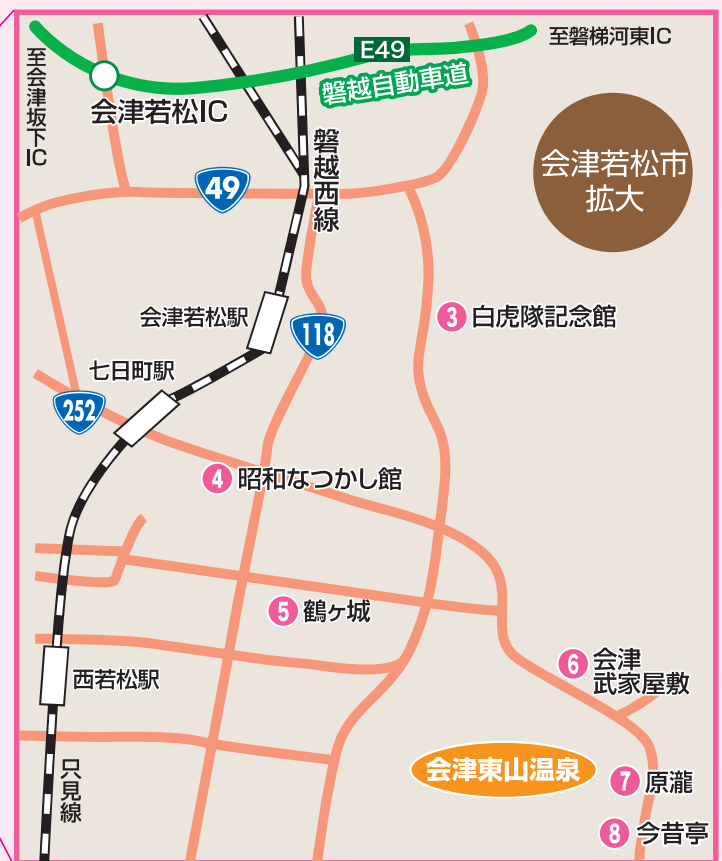 至磐梯河東IC
E49
磐越自動車道
至会津坂下IC
会津若松IC
会津若松市
拡大
磐越西線
49
会津若松駅
118
3 白虎隊記念館
七日町駅
252
4 昭和なつかし館
5 鶴ヶ城
6 会津
武家屋敷
西若松駅
会津東山温泉
7 原瀧
只見線
8 今昔亭